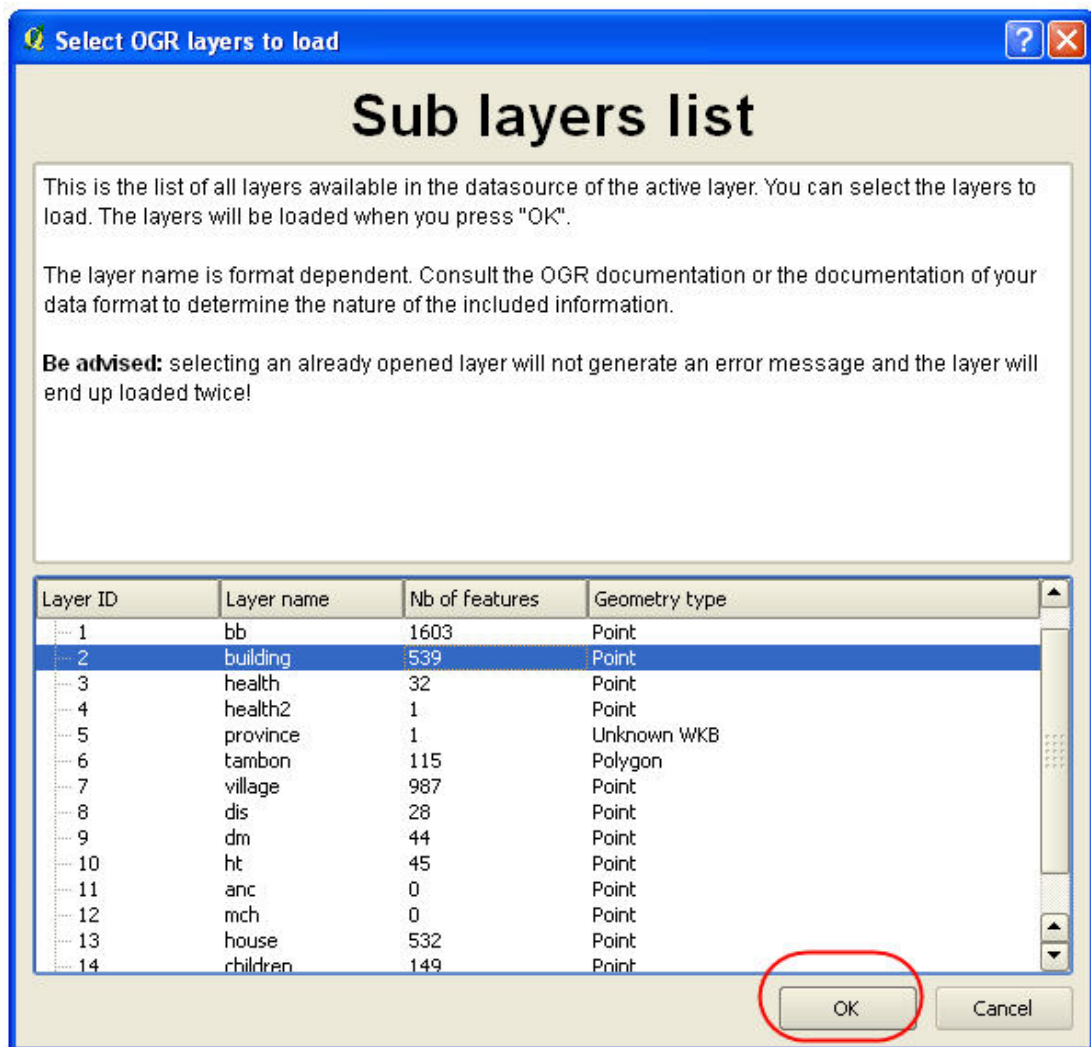 Select OGR layers to load
Sub layers list
This is the list of all layers available in the datasource of the active layer. You can select the layers to
load. The layers will be loaded when you press "OK".
The layer name is format dependent. Consult the OGR documentation or the documentation of your
data format to determine the nature of the included information.
Be advised: selecting an already opened layer will not generate an error message and the layer will
end up loaded twice!
Layer ID Layer name Nb of features Geometry type
1 bb 1603 Point
2 building 539 Point
3 health 32 Point
4 health2 1 Point
5 province 1 Unknown WKB
6 tambon 115 Polygon
7 village 987 Point
8 dis 28 Point
9 dm 44 Point
10 ht 45 Point
11 anc 0 Point
12 mch 0 Point
13 house 532 Point
14 children 149 Point
OK Cancel